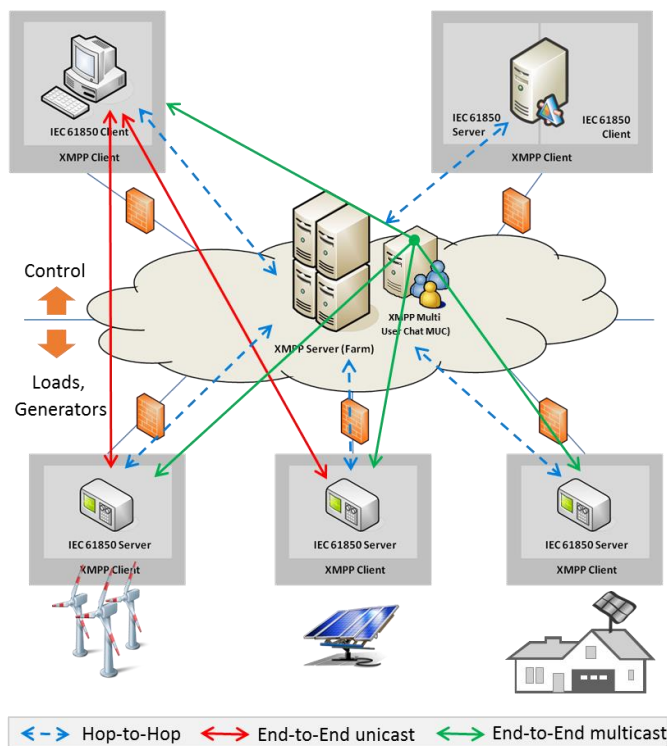 IEC 61850 Client
XMPP Client
IEC 61850
Server
IEC 61850
Client
XMPP Client
Control
Loads,
Generators
XMPP Server (Farm)
XMPP Multi
User Chat MUC)
IEC 61850 Server
XMPP Client
IEC 61850 Server
XMPP Client
IEC 61850 Server
XMPP Client
Hop-to-Hop
End-to-End unicast
End-to-End multicast